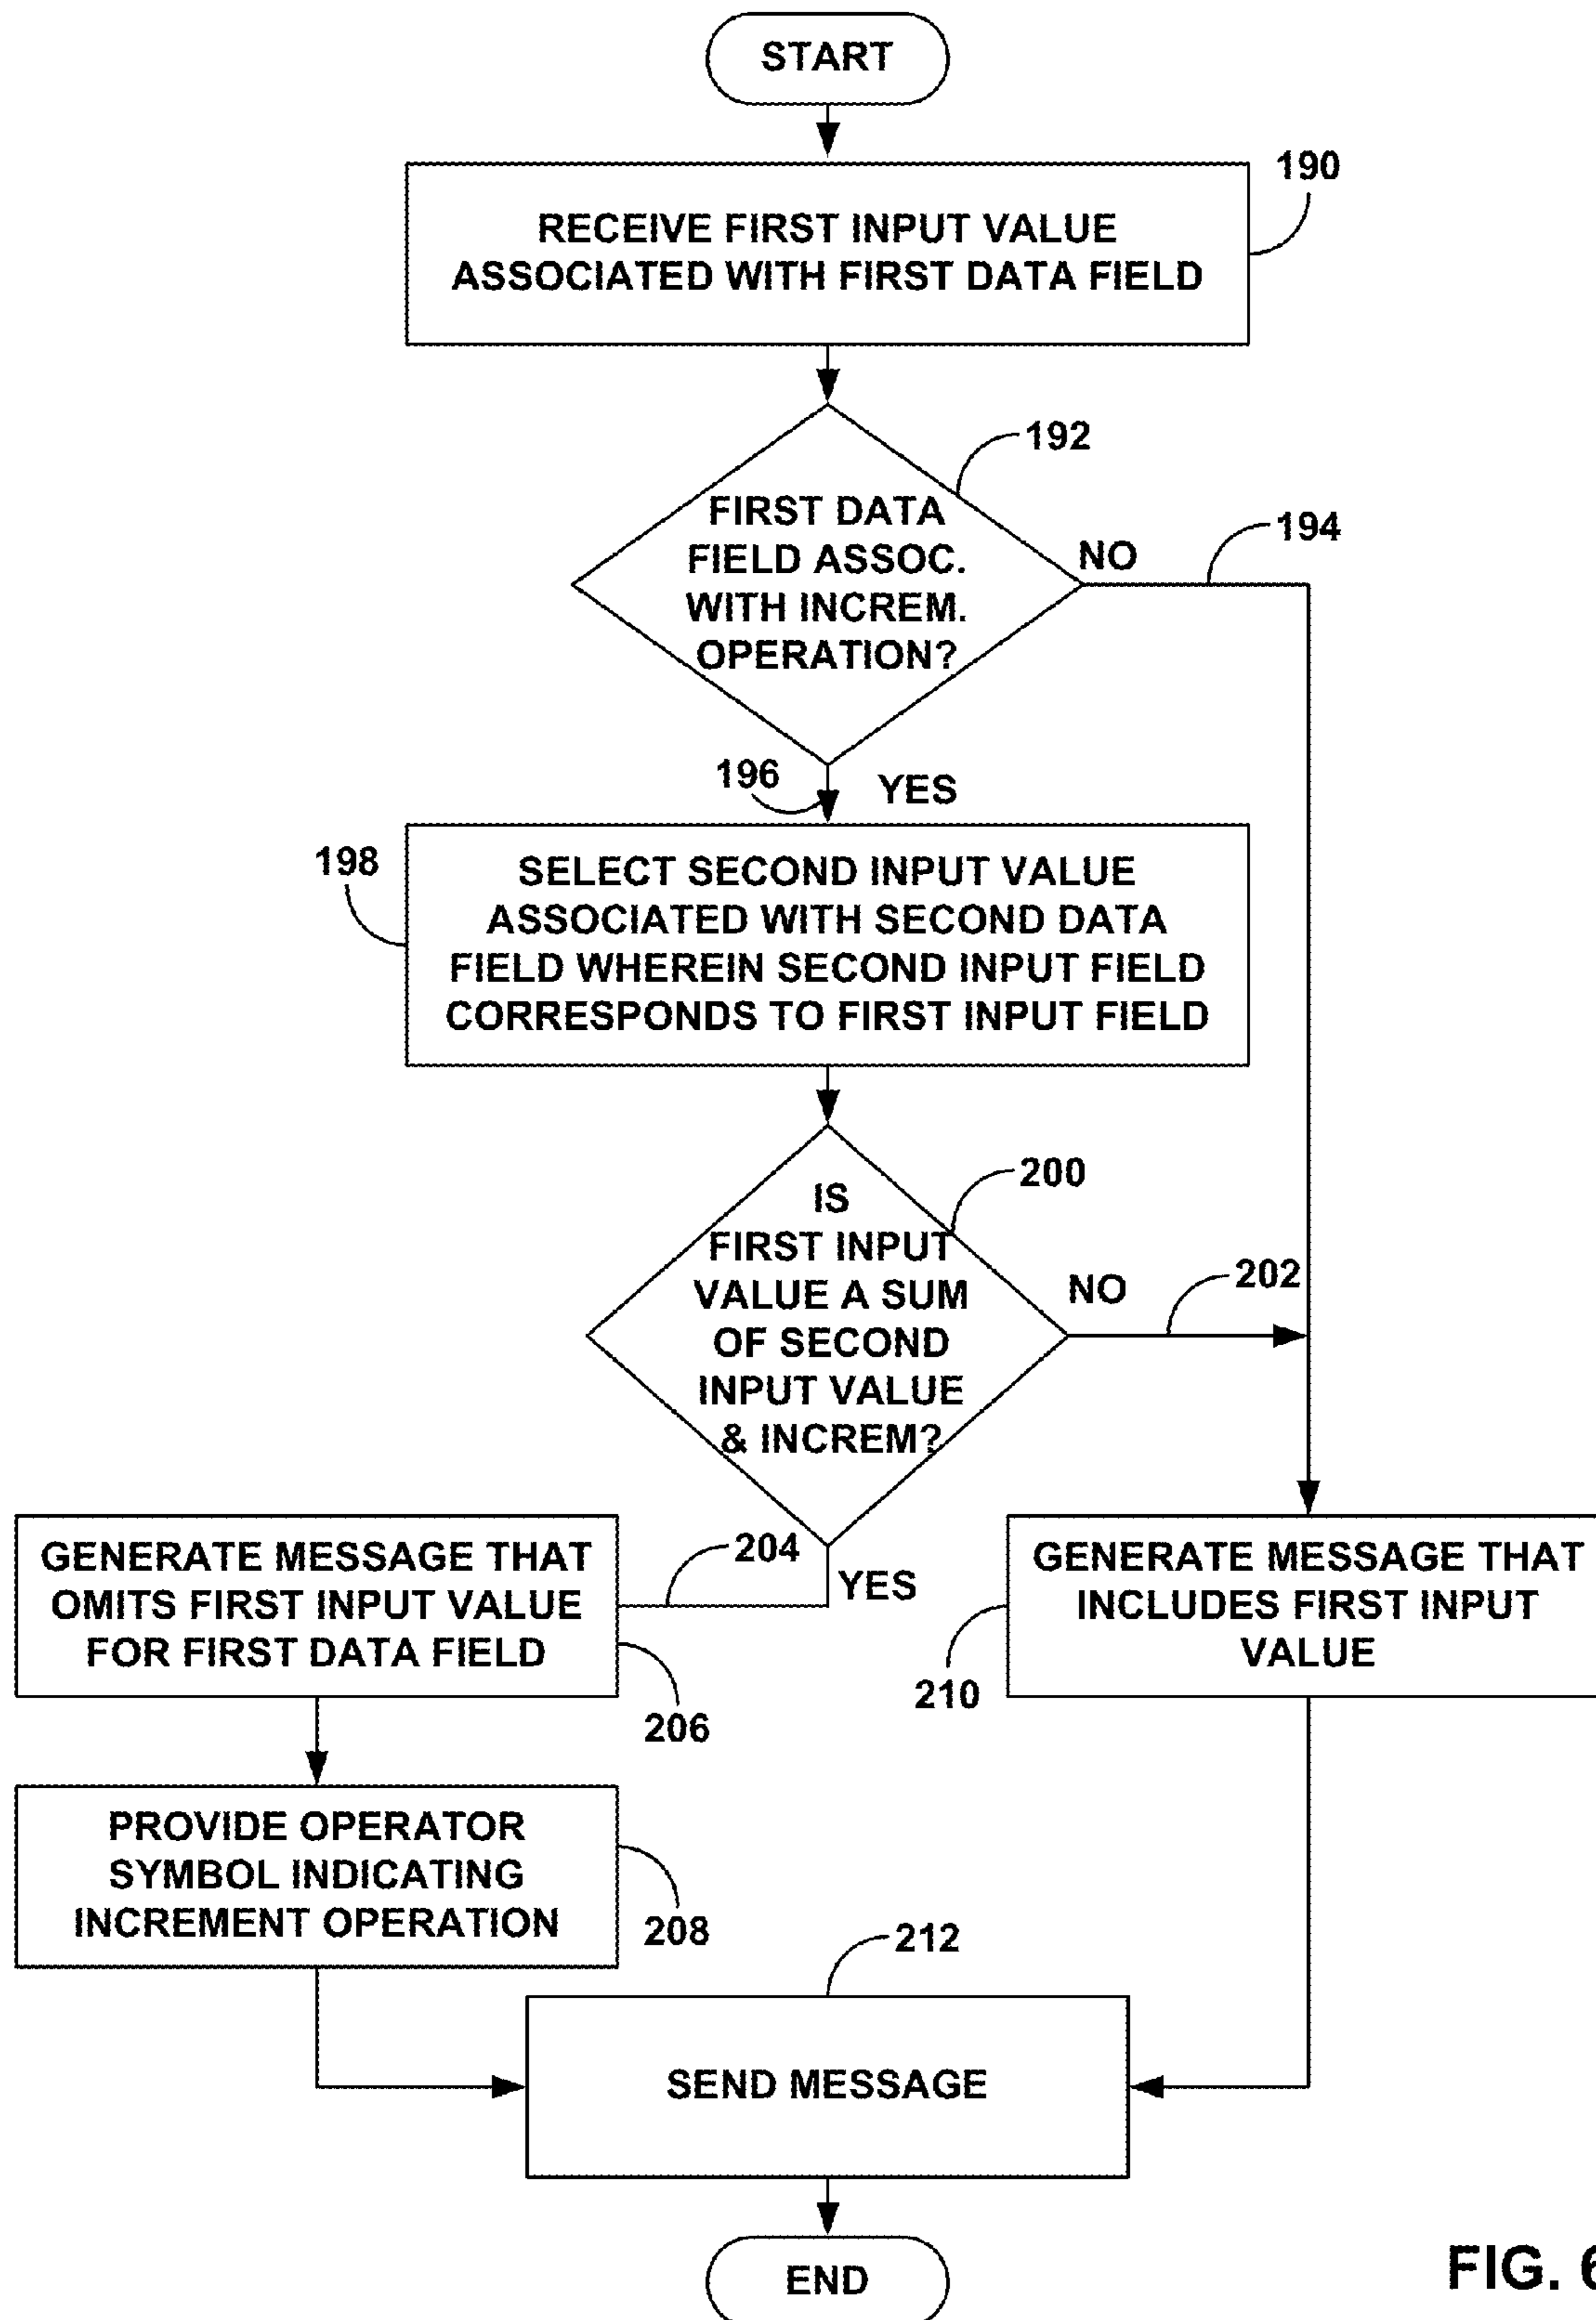 START
190
RECEIVE FIRST INPUT VALUE
ASSOCIATED WITH FIRST DATA FIELD
192
FIRST DATA
FIELD ASSOC.
WITH INCREM.
OPERATION?
NO
194
196
YES
198
SELECT SECOND INPUT VALUE
ASSOCIATED WITH SECOND DATA
FIELD WHEREIN SECOND INPUT FIELD
CORRESPONDS TO FIRST INPUT FIELD
200
IS
FIRST INPUT
VALUE A SUM
OF SECOND
INPUT VALUE
& INCREM?
NO
202
204
YES
GENERATE MESSAGE THAT
OMITS FIRST INPUT VALUE
FOR FIRST DATA FIELD
206
GENERATE MESSAGE THAT
INCLUDES FIRST INPUT
VALUE
210
PROVIDE OPERATOR
SYMBOL INDICATING
INCREMENT OPERATION
208
212
SEND MESSAGE
END
FIG. 6